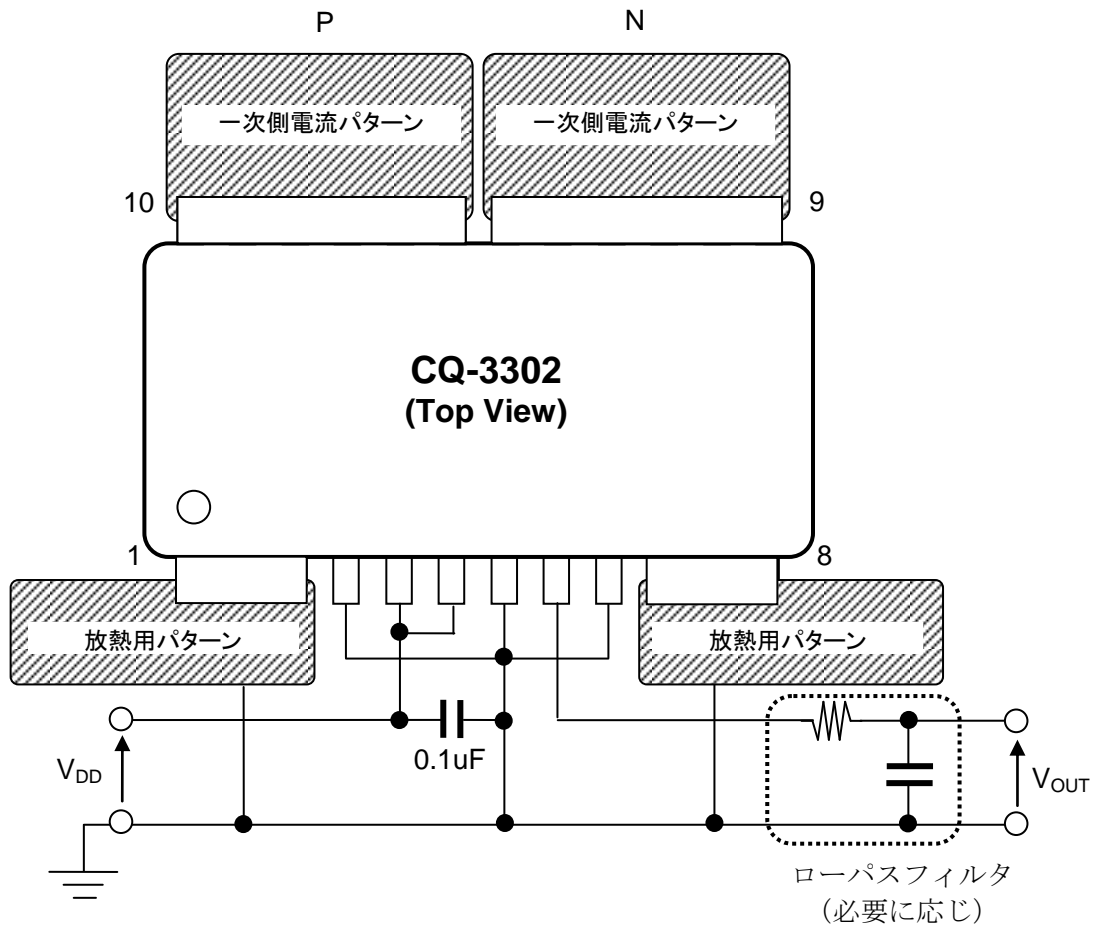 P
N
一次側電流パターン
一次側電流パターン
10
9
CQ-3302
(Top View)
1
8
放熱用パターン
放熱用パターン
0.1uF
VDD
VOUT
ローパスフィルタ
(必要に応じ)